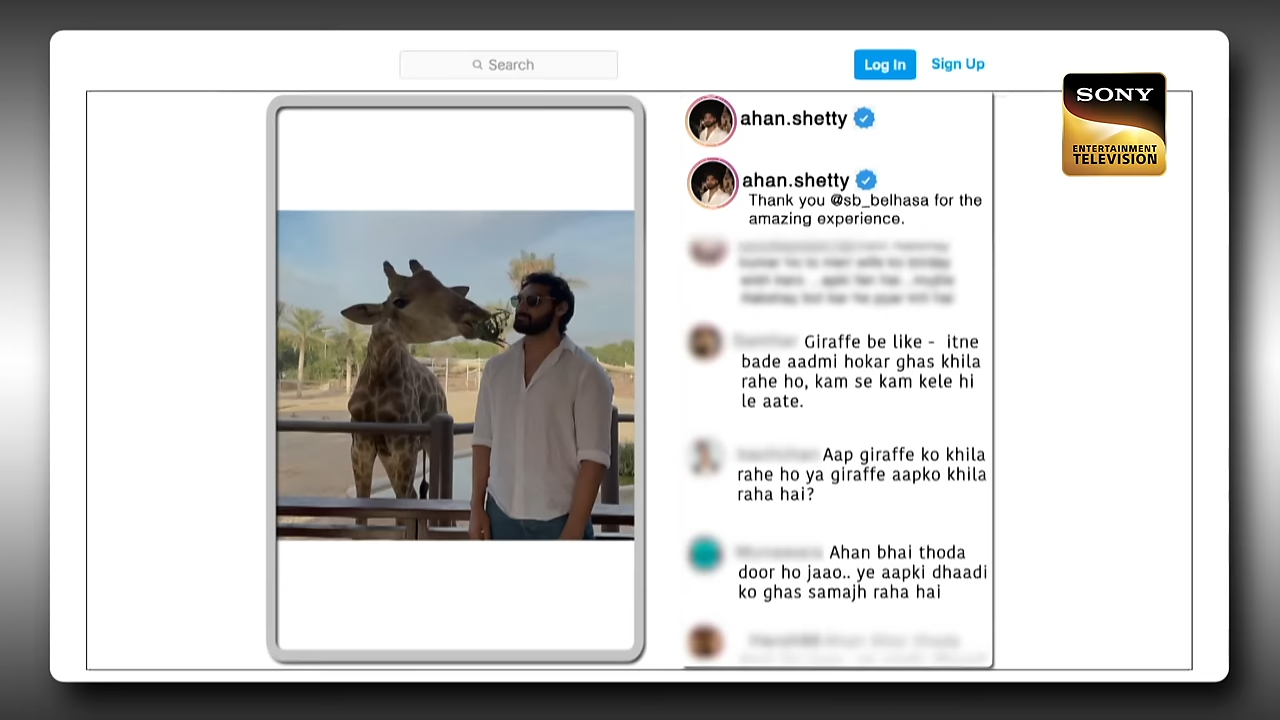 Search
Log In
Sign Up
SONY
ENTERTAINMENT
TELEVISION
ahan.shetty
ahan.shetty
Thank you @sb_belhasa for the
amazing experience.
Giraffe be like - itne
bade aadmi hokar ghas khila
rahe ho, kam se kam kele hi
le aate.
Aap giraffe ko khila
rahe ho ya giraffe aapko khila
raha hai?
Ahan bhai thoda
door ho jaao.. ye aapki dhaadi
ko ghas samajh raha hai